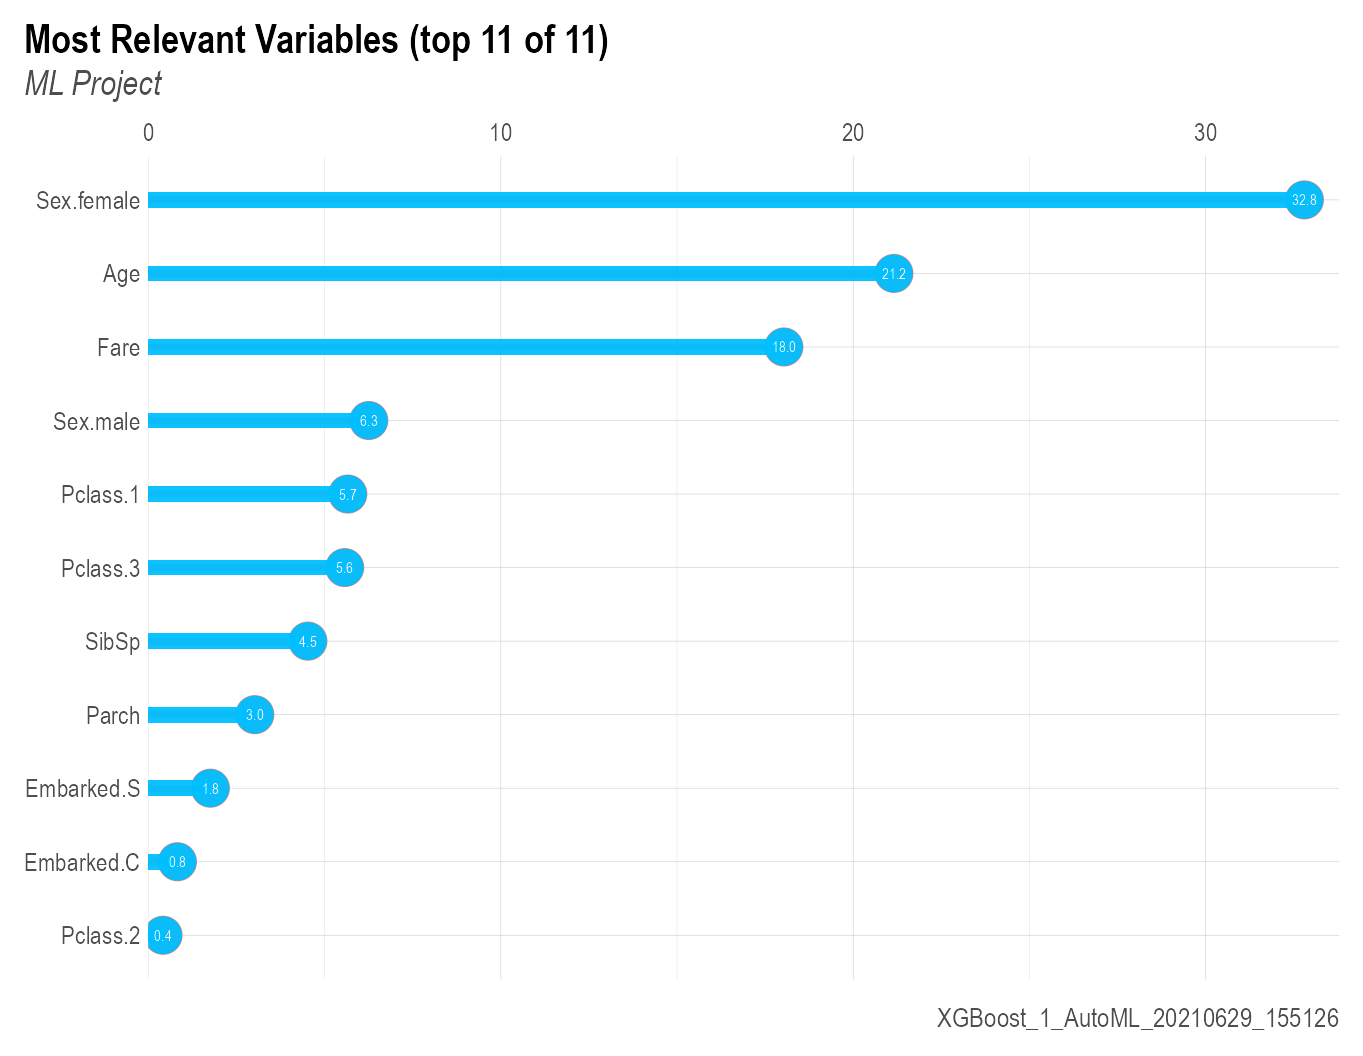 Most Relevant Variables (top 11 of 11)
ML Project
0 10 20 30
Sex.female 32.8
Age 21.2
Fare 18.0
Sex.male 6.3
Pclass.1 5.7
Pclass.3 5.6
SibSp 4.5
Parch 3.0
Embarked.S 1.8
Embarked.C 0.8
Pclass.2 0.4
XGBoost_1_AutoML_20210629_155126